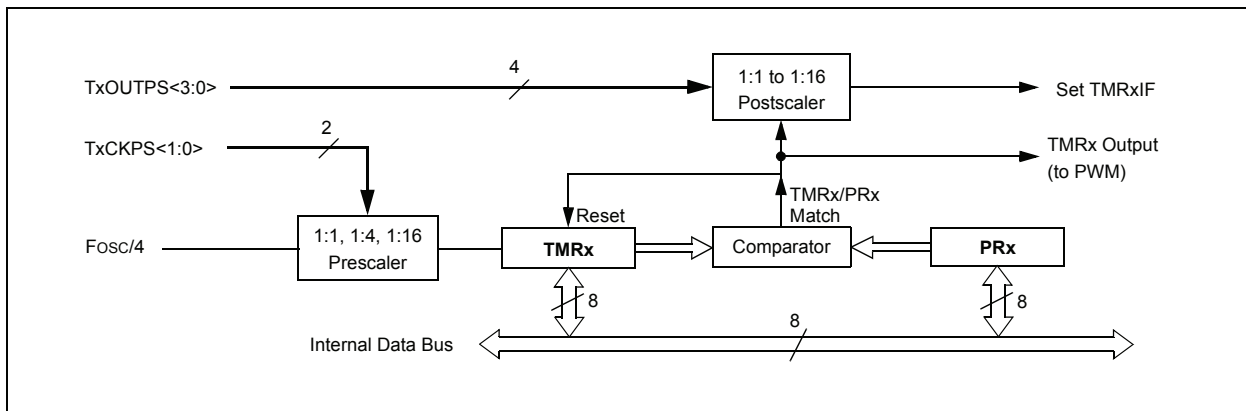 TxOUTPS<3:0>
4
1:1 to 1:16
Postscaler
Set TMRxIF
TxCKPS<1:0>
2
TMRx Output
(to PWM)
TMRx/PRx
Match
Reset
FOSC/4
1:1, 1:4, 1:16
Prescaler
TMRx
Comparator
PRx
8
8
8
Internal Data Bus